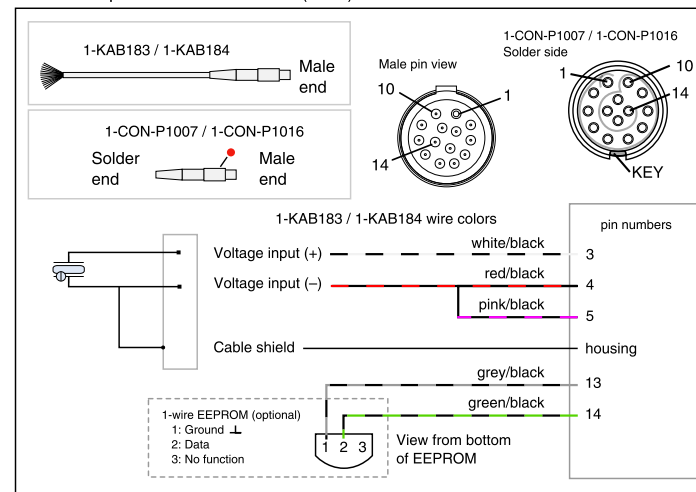 1-KAB183 / 1-KAB184
Male
end
1-CON-P1007 / 1-CON-P1016
Solder
end
Male
end
Male pin view
10
1
14
1-CON-P1007 / 1-CON-P1016
Solder side
1
10
14
KEY
1-KAB183 / 1-KAB184 wire colors
pin numbers
Voltage input (+)
white/black
3
Voltage input (–)
red/black
4
pink/black
5
Cable shield
housing
grey/black
13
green/black
14
1-wire EEPROM (optional)
1: Ground
2: Data
3: No function
1 2 3
View from bottom
of EEPROM